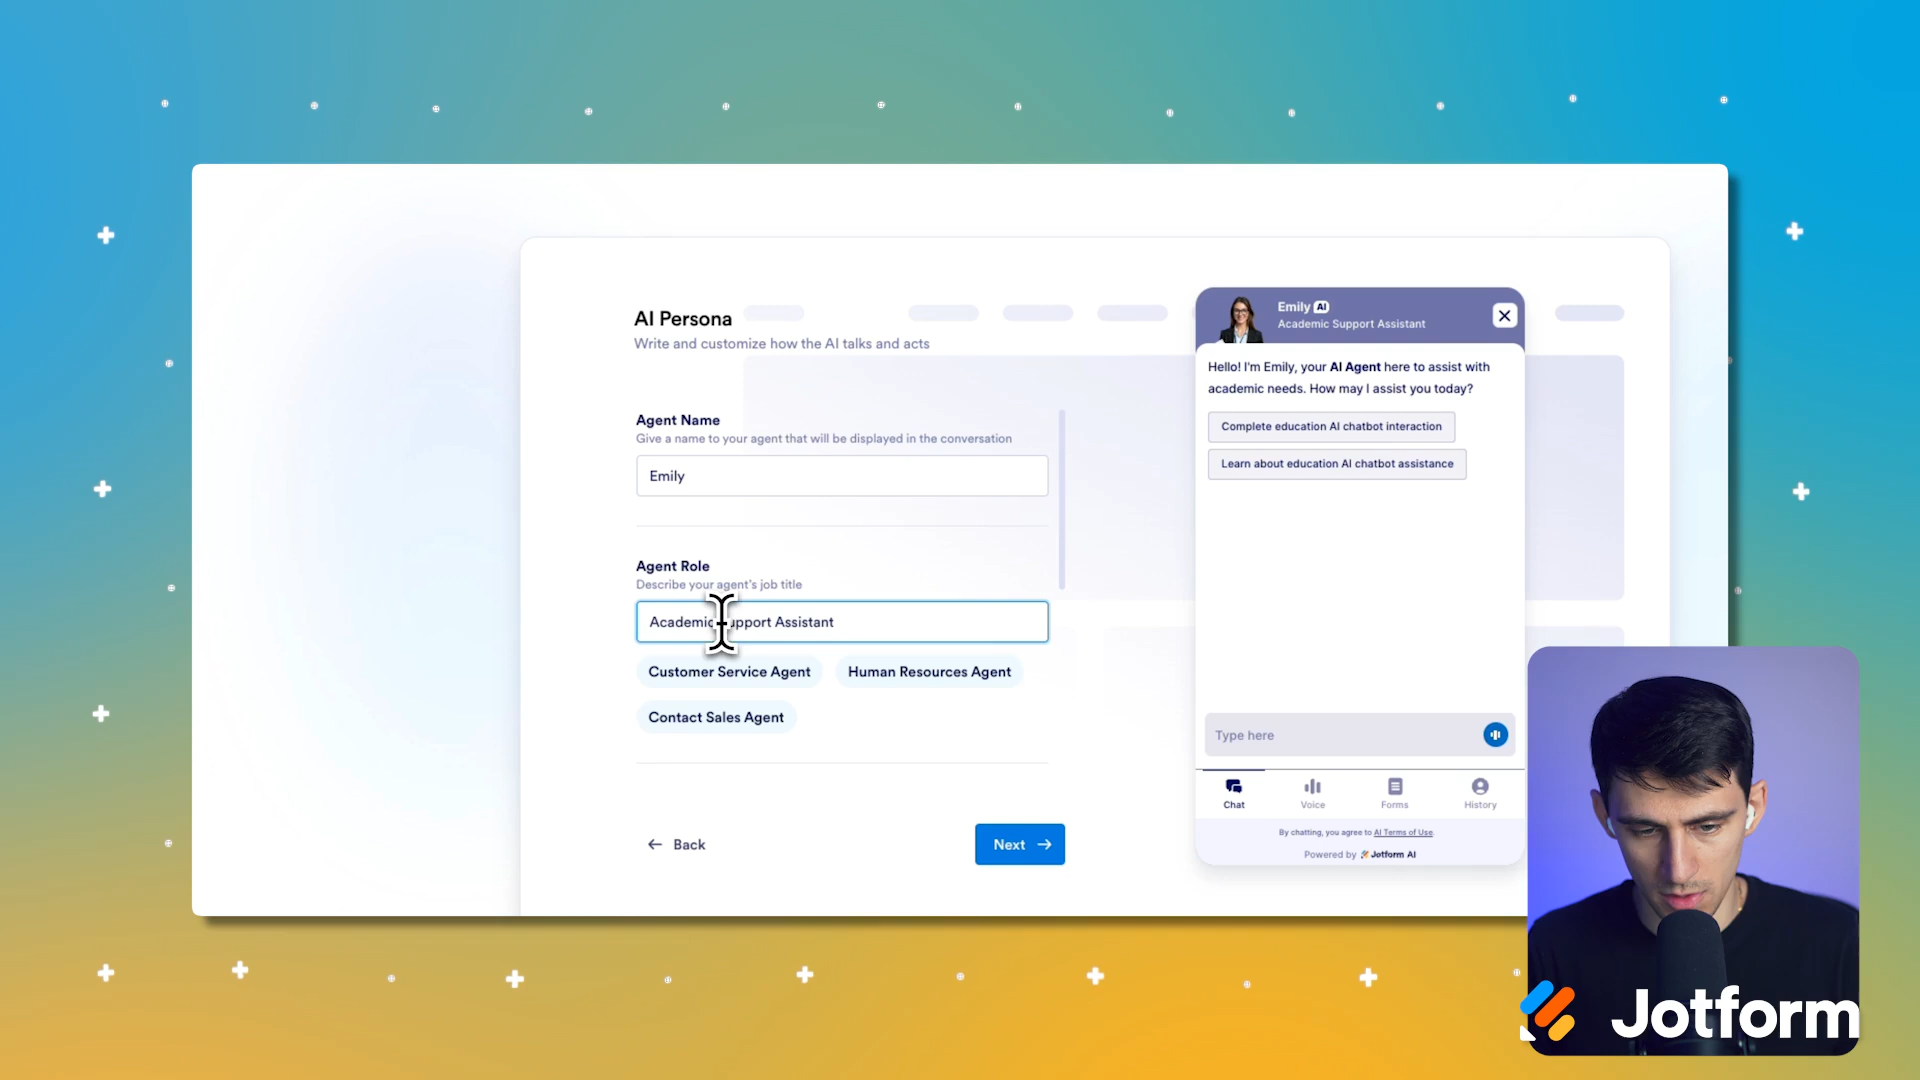 AI Persona
Write and customize how the AI talks and acts
Agent Name
Give a name to your agent that will be displayed in the conversation
Emily
Agent Role
Describe your agent's job title
Academic Support Assistant
Customer Service Agent
Human Resources Agent
Contact Sales Agent
Back
Next
Emily AI
Academic Support Assistant
Hello! I'm Emily, your AI Agent here to assist with
academic needs. How may I assist you today?
Complete education AI chatbot interaction
Learn about education AI chatbot assistance
Type here
Chat
Voice
Forms
History
By chatting, you agree to AI Terms of Use.
Powered by Jotform AI
Jotform